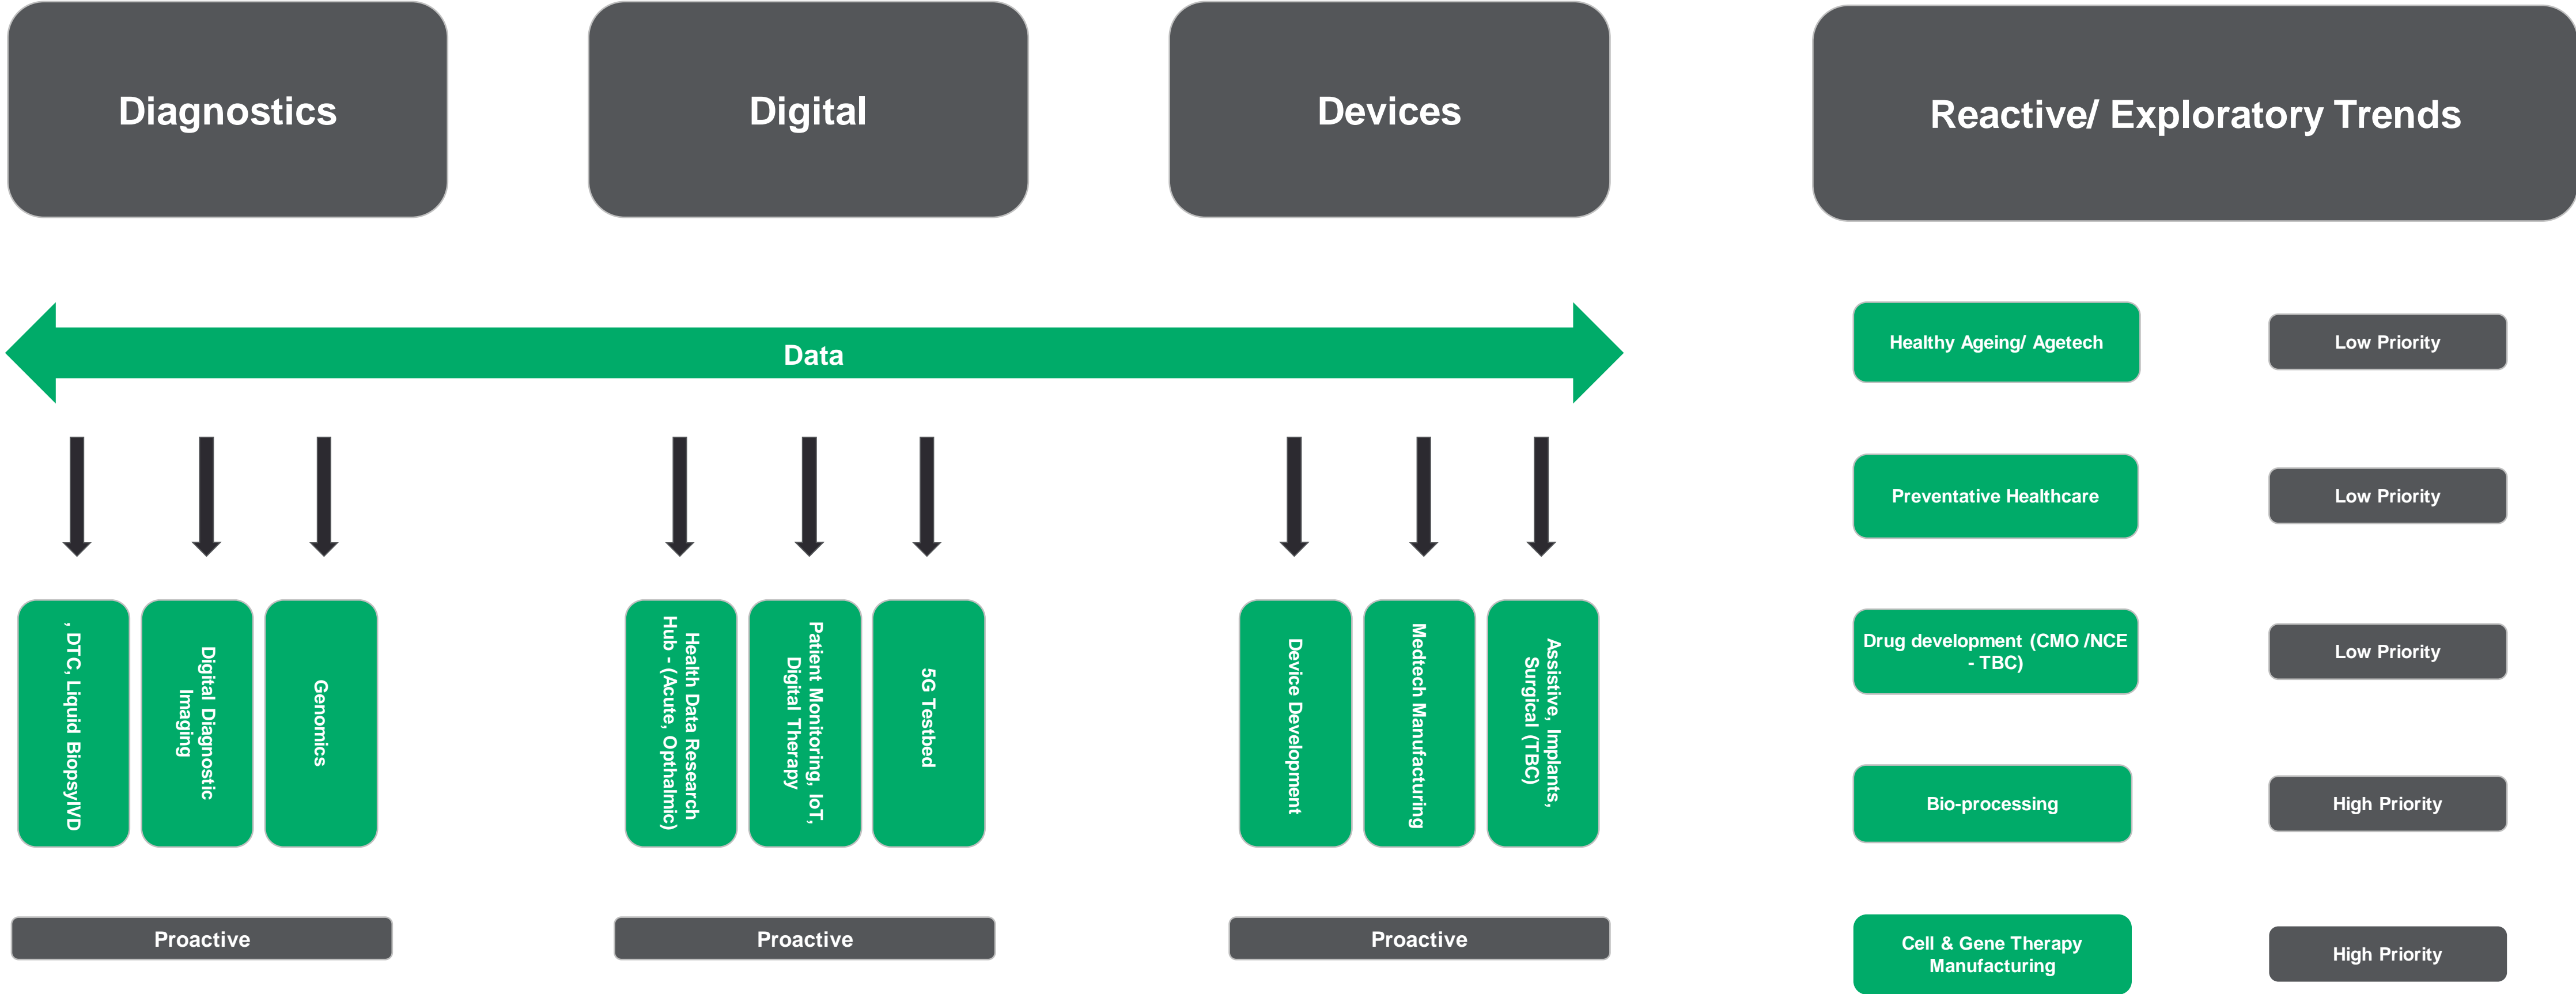 Diagnostics
Digital
Devices
Reactive/ Exploratory Trends
Data
, DTC, Liquid BiopsyIVD
Digital Diagnostic
Imaging
Genomics
Health Data Research
Hub - (Acute, Opthalmic)
Patient Monitoring, IoT,
Digital Therapy
5G Testbed
Device Development
Medtech Manufacturing
Assistive, Implants,
Surgical (TBC)
Proactive
Proactive
Proactive
Healthy Ageing/ Agetech
Low Priority
Preventative Healthcare
Low Priority
Drug development (CMO /NCE
- TBC)
Low Priority
Bio-processing
High Priority
Cell & Gene Therapy
Manufacturing
High Priority